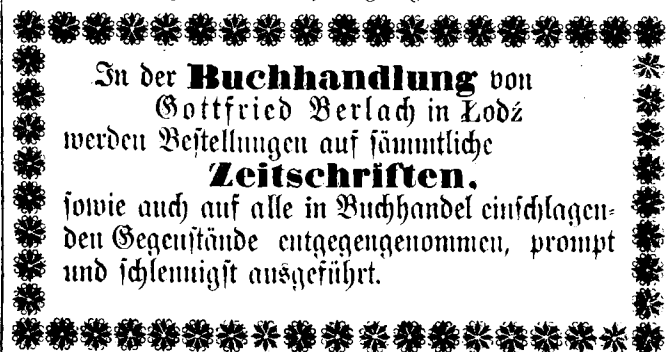 In der Buchhandlung von
Gottfried Berlach in Łodź
werden Bestellungen auf sämmtliche
Zeitschriften,
sowie auch auf alle in Buchhandel einschlagen-
den Gegenstände entgegengenommen, prompt
und schleunigst ausgeführt.